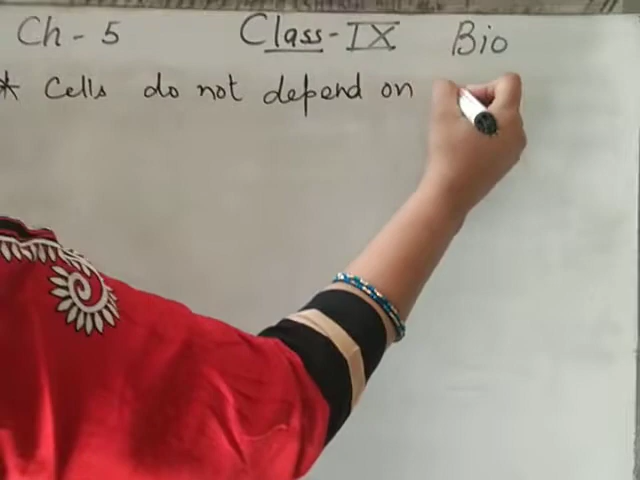 Ch - 5 Class - IX Bio
* Cells do not depend on